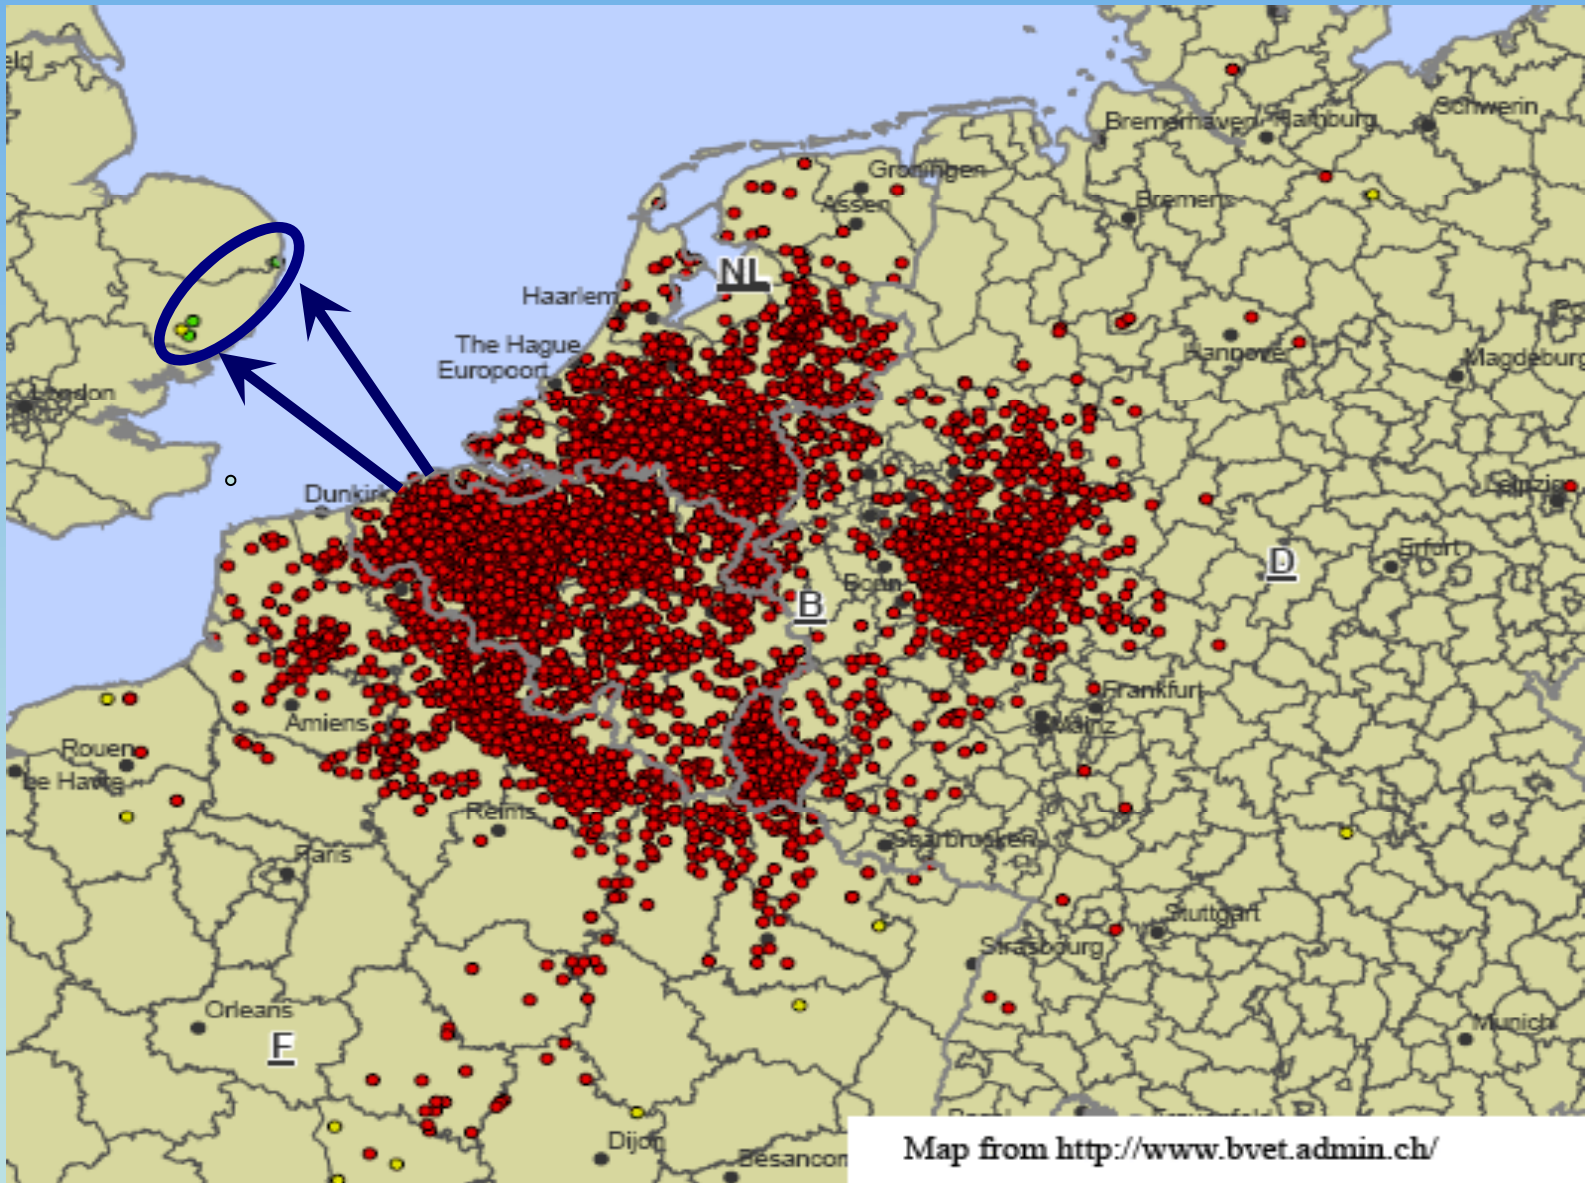 eld
Schwerin
Bremerhaven
Hamburg
Groningen
Bremen
Assen
NL
Haarlem
The Hague
Europoort
Hannover
Magdeburg
London
Dunkirk
Leipzig
Erfurt
D
Bonn
B
Frankfurt
Mainz
Amiens
Rouen
Le Havre
Reims
Saarbrucken
Paris
Stuttgart
Strasbourg
Orleans
Munich
F
Dijon
Besancon
Map from http://www.bvet.admin.ch/